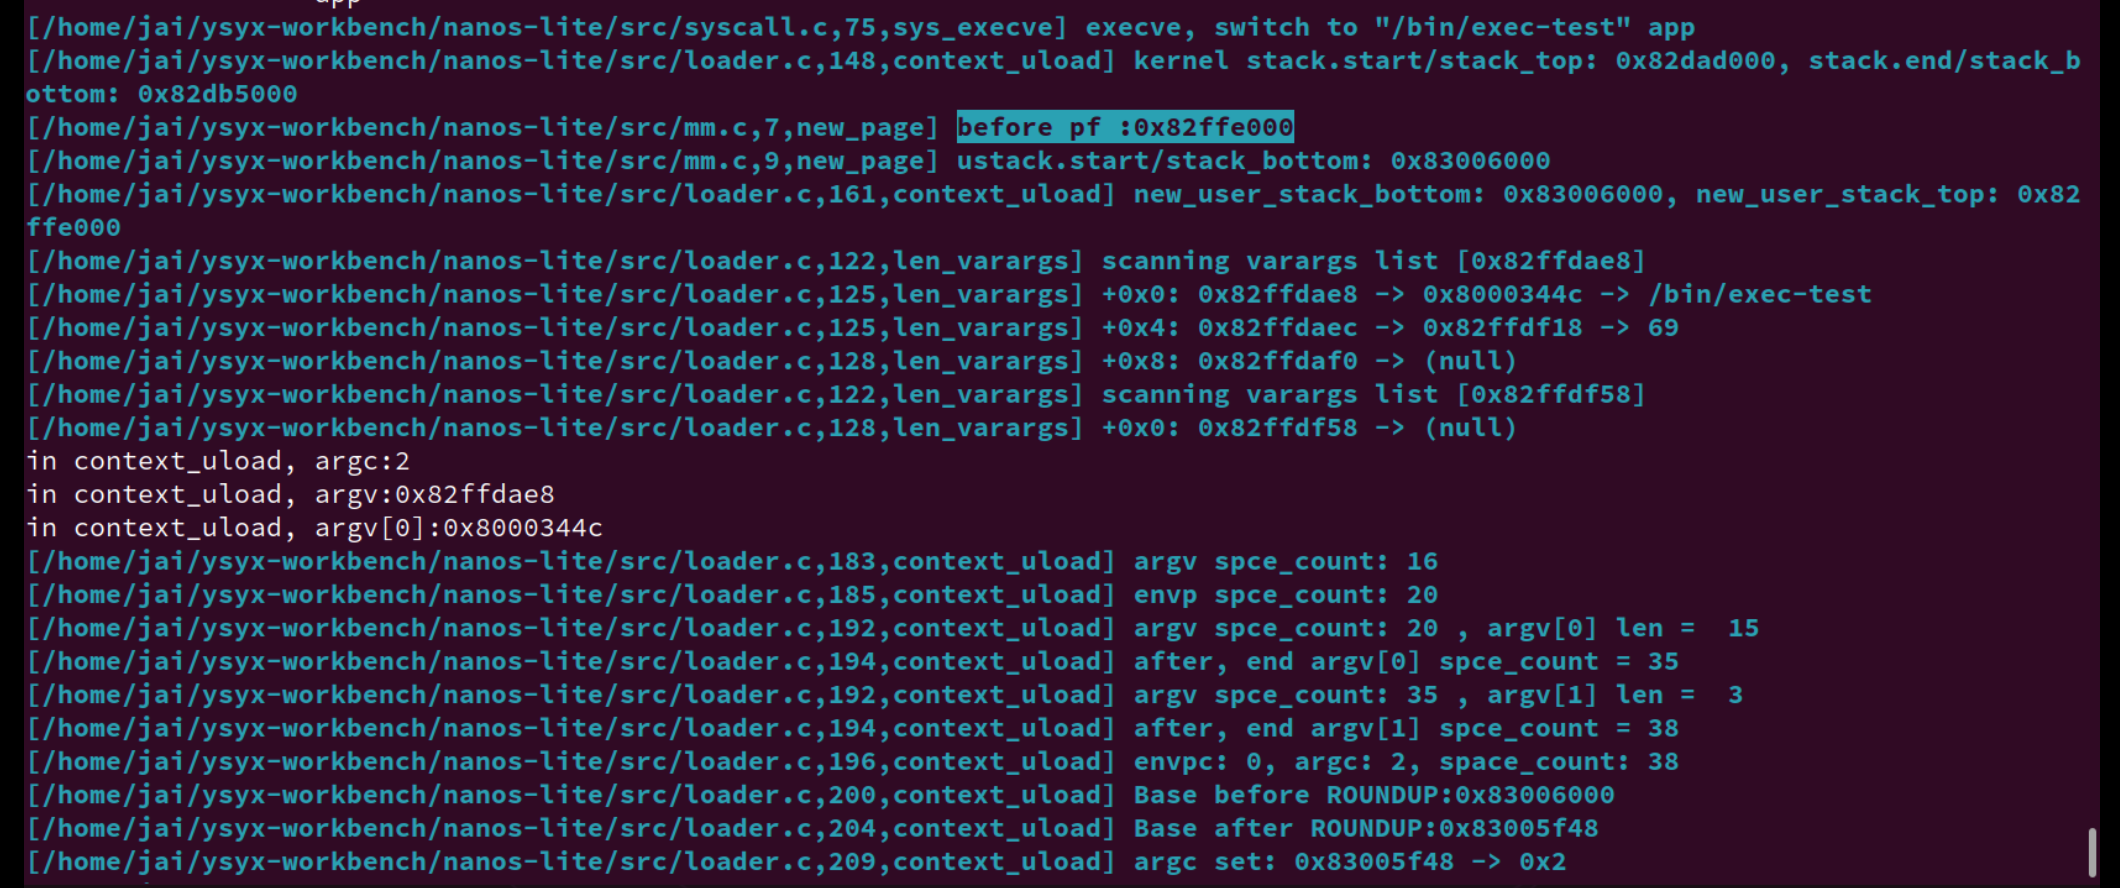 app
[/home/jai/ysyx-workbench/nanos-lite/src/syscall.c,75,sys_execve] execve, switch to "/bin/exec-test" app
[/home/jai/ysyx-workbench/nanos-lite/src/loader.c,148,context_uload] kernel stack.start/stack_top: 0x82dad000, stack.end/stack_b
ottom: 0x82db5000
[/home/jai/ysyx-workbench/nanos-lite/src/mm.c,7,new_page] before pf :0x82ffe000
[/home/jai/ysyx-workbench/nanos-lite/src/mm.c,9,new_page] ustack.start/stack_bottom: 0x83006000
[/home/jai/ysyx-workbench/nanos-lite/src/loader.c,161,context_uload] new_user_stack_bottom: 0x83006000, new_user_stack_top: 0x82
ffe000
[/home/jai/ysyx-workbench/nanos-lite/src/loader.c,122,len_varargs] scanning varargs list [0x82ffdae8]
[/home/jai/ysyx-workbench/nanos-lite/src/loader.c,125,len_varargs] +0x0: 0x82ffdae8 -> 0x8000344c -> /bin/exec-test
[/home/jai/ysyx-workbench/nanos-lite/src/loader.c,125,len_varargs] +0x4: 0x82ffdaec -> 0x82ffdf18 -> 69
[/home/jai/ysyx-workbench/nanos-lite/src/loader.c,128,len_varargs] +0x8: 0x82ffdaf0 -> (null)
[/home/jai/ysyx-workbench/nanos-lite/src/loader.c,122,len_varargs] scanning varargs list [0x82ffdf58]
[/home/jai/ysyx-workbench/nanos-lite/src/loader.c,128,len_varargs] +0x0: 0x82ffdf58 -> (null)
in context_uload, argc:2
in context_uload, argv:0x82ffdae8
in context_uload, argv[0]:0x8000344c
[/home/jai/ysyx-workbench/nanos-lite/src/loader.c,183,context_uload] argv spce_count: 16
[/home/jai/ysyx-workbench/nanos-lite/src/loader.c,185,context_uload] envp spce_count: 20
[/home/jai/ysyx-workbench/nanos-lite/src/loader.c,192,context_uload] argv spce_count: 20 , argv[0] len =  15
[/home/jai/ysyx-workbench/nanos-lite/src/loader.c,194,context_uload] after, end argv[0] spce_count = 35
[/home/jai/ysyx-workbench/nanos-lite/src/loader.c,192,context_uload] argv spce_count: 35 , argv[1] len =  3
[/home/jai/ysyx-workbench/nanos-lite/src/loader.c,194,context_uload] after, end argv[1] spce_count = 38
[/home/jai/ysyx-workbench/nanos-lite/src/loader.c,196,context_uload] envpc: 0, argc: 2, space_count: 38
[/home/jai/ysyx-workbench/nanos-lite/src/loader.c,200,context_uload] Base before ROUNDUP:0x83006000
[/home/jai/ysyx-workbench/nanos-lite/src/loader.c,204,context_uload] Base after ROUNDUP:0x83005f48
[/home/jai/ysyx-workbench/nanos-lite/src/loader.c,209,context_uload] argc set: 0x83005f48 -> 0x2